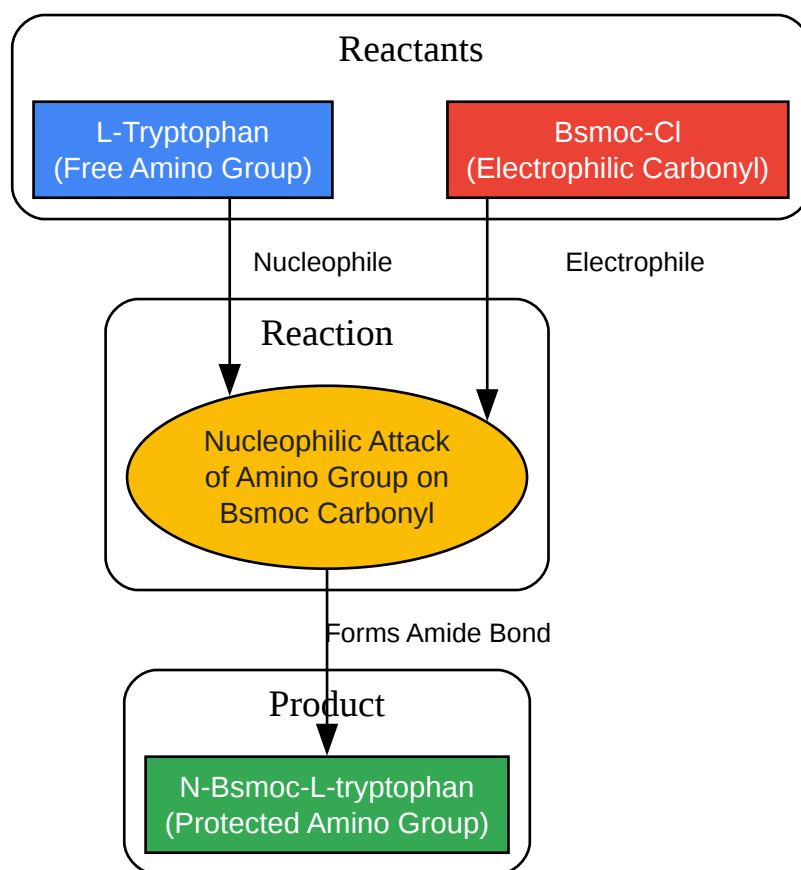 Reactants
L-Tryptophan
(Free Amino Group)
Bsmoc-Cl
(Electrophilic Carbonyl)
Nucleophile
Electrophile
Reaction
Nucleophilic Attack
of Amino Group on
Bsmoc Carbonyl
Forms Amide Bond
Product
N-Bsmoc-L-tryptophan
(Protected Amino Group)